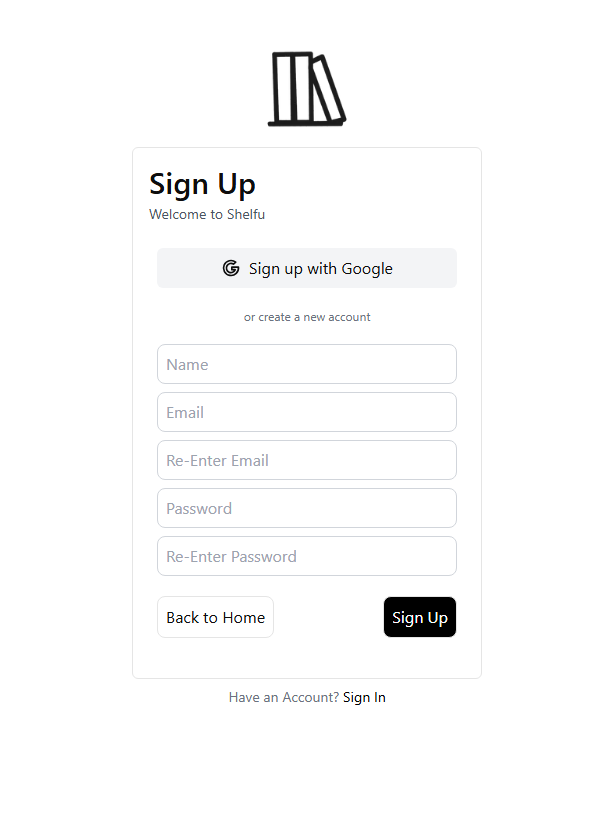 Sign Up
Welcome to Shelfu
Sign up with Google
or create a new account
Name
Email
Re-Enter Email
Password
Re-Enter Password
Back to Home
Sign Up
Have an Account? Sign In